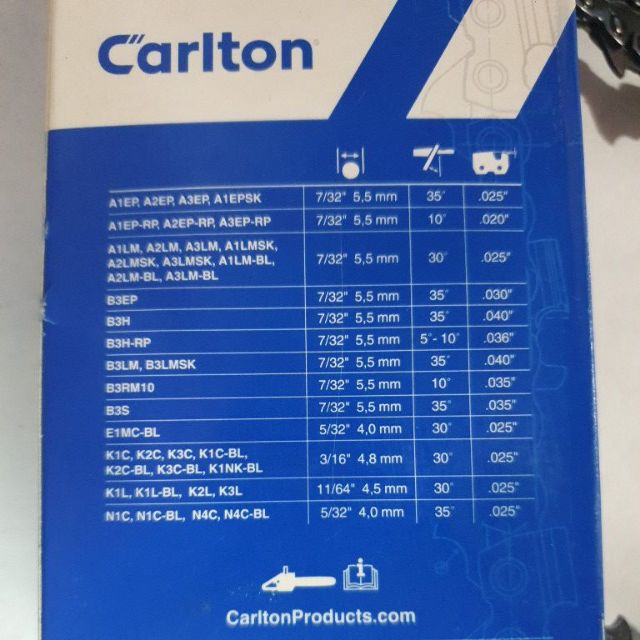 Carlton
A1EP, A2EP, A3EP, A1EPSK 7/32" 5,5 mm 35° .025"
A1EP-RP, A2EP-RP, A3EP-RP 7/32" 5,5 mm 10° .020"
A1LM, A2LM, A3LM, A1LMSK,
A2LMSK, A3LMSK, A1LM-BL, 7/32" 5,5 mm 30° .025"
A2LM-BL, A3LM-BL
B3EP 7/32" 5,5 mm 35° .030"
B3H 7/32" 5,5 mm 35° .040"
B3H-RP 7/32" 5,5 mm 5°- 10° .036"
B3LM, B3LMSK 7/32" 5,5 mm 35° .040"
B3RM10 7/32" 5,5 mm 10° .035"
B3S 7/32" 5,5 mm 35° .035"
E1MC-BL 5/32" 4,0 mm 30° .025"
K1C, K2C, K3C, K1C-BL,
K2C-BL, K3C-BL, K1NK-BL 3/16" 4,8 mm 30° .025"
K1L, K1L-BL, K2L, K3L 11/64" 4,5 mm 30° .025"
N1C, N1C-BL, N4C, N4C-BL 5/32" 4,0 mm 35° .025"
CarltonProducts.com